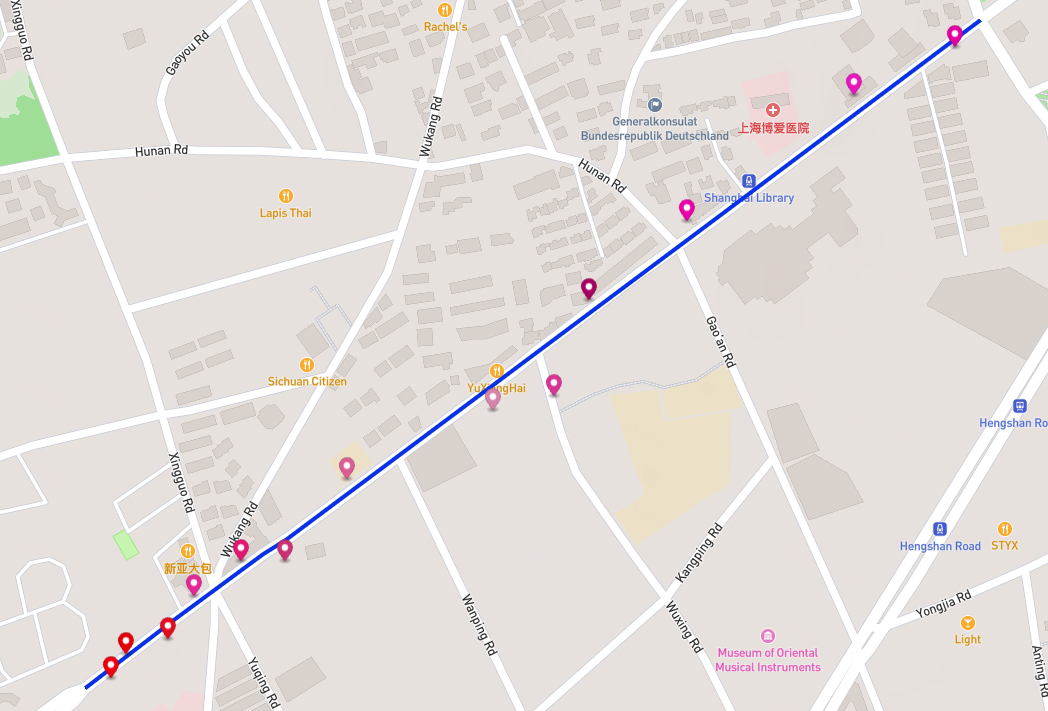 Xingguo Rd
Rachel's
Gaoyou Rd
Wukang Rd
Generalkonsulat
Bundesrepublik Deutschland
上海博爱医院
Hunan Rd
Hunan Rd
Shanghai Library
Lapis Thai
Gao'an Rd
Sichuan Citizen
YuXiangHai
Hengshan Ro
Xingguo Rd
Wukang Rd
新亚大包
Kangping Rd
Hengshan Road
STYX
Wanping Rd
Wuxing Rd
Yongjia Rd
Light
Museum of Oriental
Musical Instruments
Yuqing Rd
Anting Rd